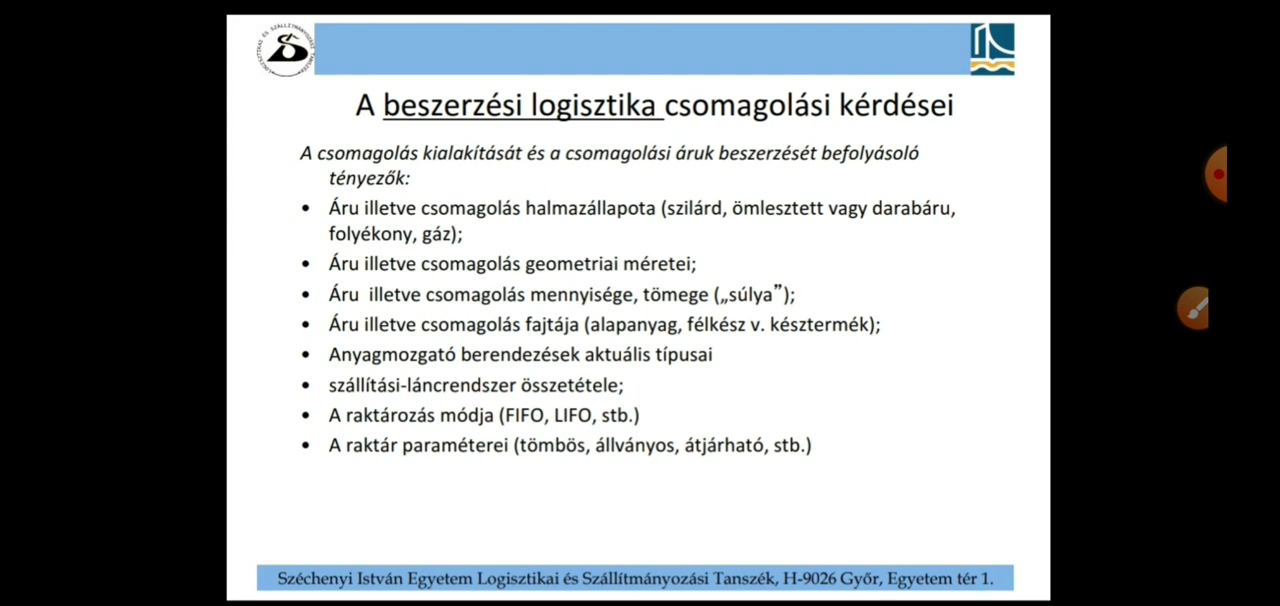 A beszerzési logisztika csomagolási kérdései
A csomagolás kialakítását és a csomagolási áruk beszerzését befolyásoló
tényezők:
• Áru illetve csomagolás halmazállapota (szilárd, ömlesztett vagy darabáru,
folyékony, gáz);
• Áru illetve csomagolás geometriai méretei;
• Áru  illetve csomagolás mennyisége, tömege („súlya”);
• Áru illetve csomagolás fajtája (alapanyag, félkész v. késztermék);
• Anyagmozgató berendezések aktuális típusai
• szállítási-láncrendszer összetétele;
• A raktározás módja (FIFO, LIFO, stb.)
• A raktár paraméterei (tömbös, állványos, átjárható, stb.)
Széchenyi István Egyetem Logisztikai és Szállítmányozási Tanszék, H-9026 Győr, Egyetem tér 1.